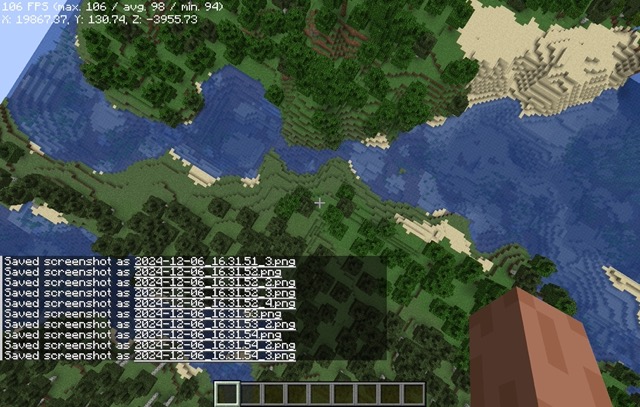 106 FPS (max. 106 / avg. 98 / min. 94)
X: 19867.37, Y: 130.74, Z: -3955.73
Saved screenshot as 2024-12-06_16.31.51_3.png
Saved screenshot as 2024-12-06_16.31.52.png
Saved screenshot as 2024-12-06_16.31.52_2.png
Saved screenshot as 2024-12-06_16.31.52_3.png
Saved screenshot as 2024-12-06_16.31.52_4.png
Saved screenshot as 2024-12-06_16.31.53.png
Saved screenshot as 2024-12-06_16.31.53_2.png
Saved screenshot as 2024-12-06_16.31.54.png
Saved screenshot as 2024-12-06_16.31.54_2.png
Saved screenshot as 2024-12-06_16.31.54_3.png